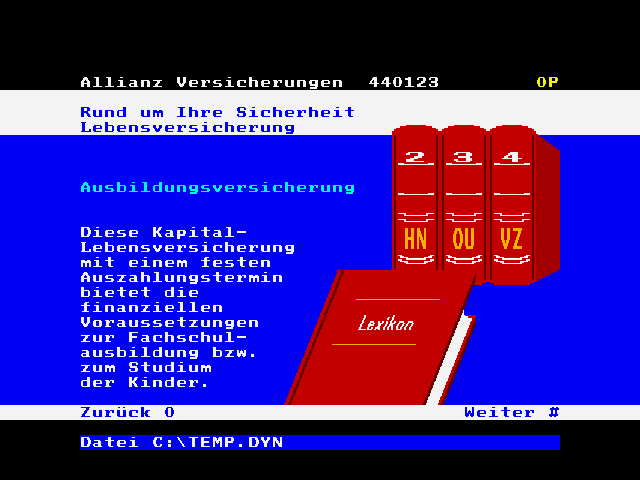 Allianz Versicherungen 440123 OP
Rund um Ihre Sicherheit
Lebensversicherung
2 3 4
Ausbildungsversicherung
HN OU VZ
Diese Kapital-
Lebensversicherung
mit einem festen
Auszahlungstermin
bietet die
finanziellen
Voraussetzungen
zur Fachschul-
ausbildung bzw.
zum Studium
der Kinder.
Lexikon
Zurück 0 Weiter #
Datei C:\TEMP.DYN